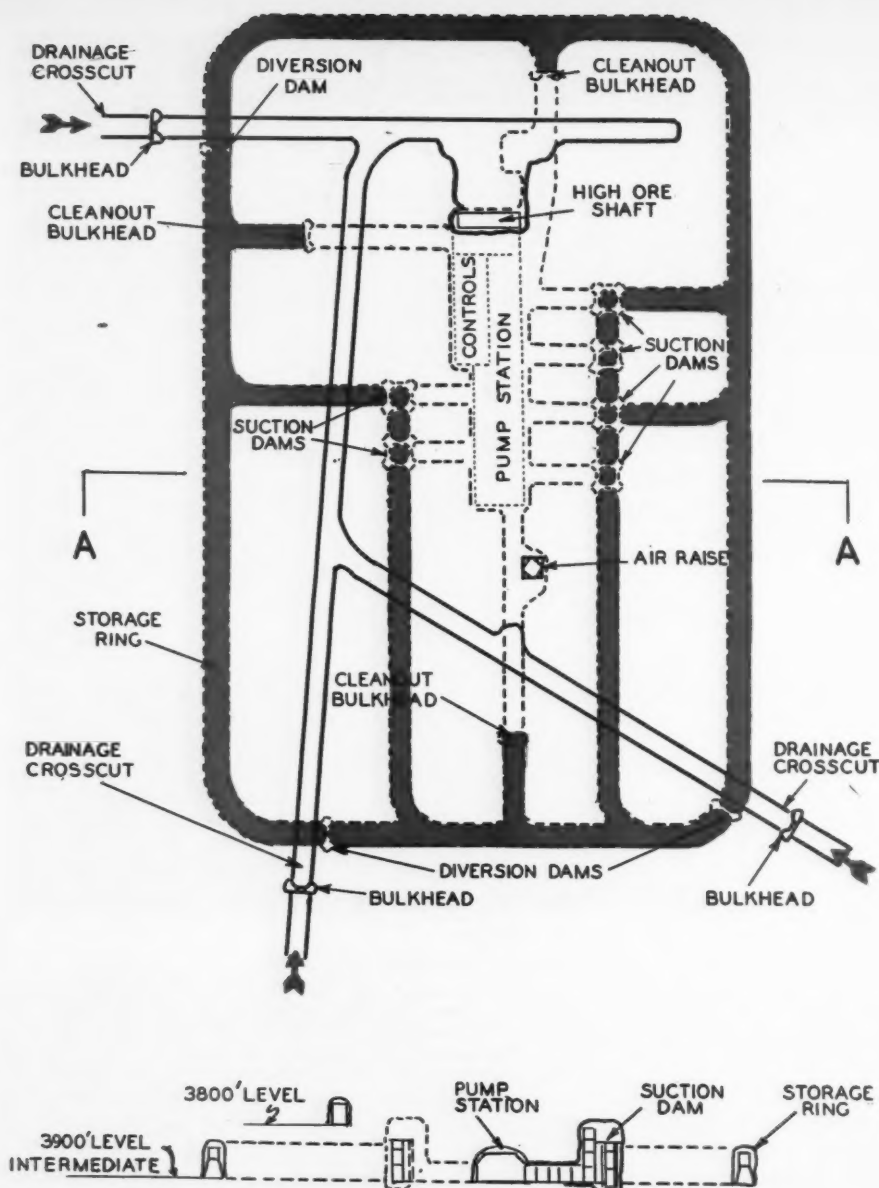 DRAINAGE
CROSSCUT
DIVERSION
DAM
CLEANOUT
BULKHEAD
BULKHEAD
CLEANOUT
BULKHEAD
HIGH ORE
SHAFT
CONTROLS
PUMP STATION
SUCTION
DAMS
SUCTION
DAMS
A
A
AIR RAISE
STORAGE
RING
CLEANOUT
BULKHEAD
DRAINAGE
CROSSCUT
DRAINAGE
CROSSCUT
DIVERSION DAMS
BULKHEAD
BULKHEAD
3800' LEVEL
PUMP
STATION
SUCTION
DAM
STORAGE
RING
3900' LEVEL
INTERMEDIATE